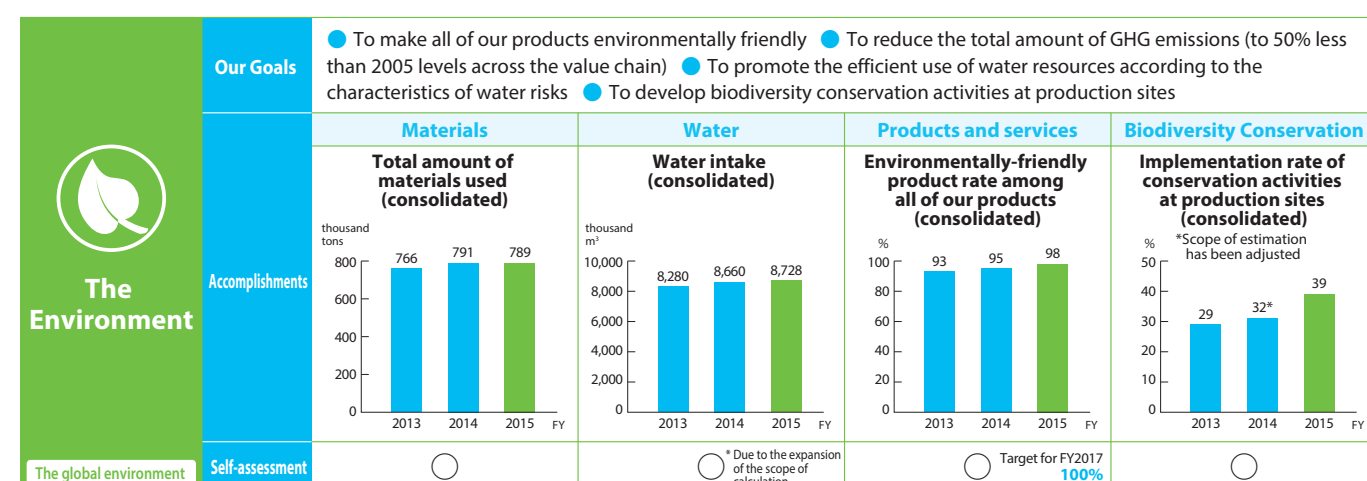 Our Goals
● To make all of our products environmentally friendly ● To reduce the total amount of GHG emissions (to 50% less
than 2005 levels across the value chain) ● To promote the efficient use of water resources according to the
characteristics of water risks ● To develop biodiversity conservation activities at production sites
The
Environment
The global environment
Accomplishments
Materials
Total amount of
materials used
(consolidated)
thousand
tons
800
600
400
200
0
766
791
789
2013 2014 2015 FY
Water
Water intake
(consolidated)
thousand
m³
10,000
8,000
6,000
4,000
2,000
0
8,280
8,660
8,728
2013 2014 2015 FY
Products and services
Environmentally-friendly
product rate among
all of our products
(consolidated)
%
100
80
60
40
20
0
93
95
98
2013 2014 2015 FY
Biodiversity Conservation
Implementation rate of
conservation activities
at production sites
(consolidated)
*Scope of estimation
has been adjusted
%
50
40
30
20
10
0
29
32*
39
2013 2014 2015 FY
Self-assessment
* Due to the expansion
of the scope of
calculation
Target for FY2017
100%